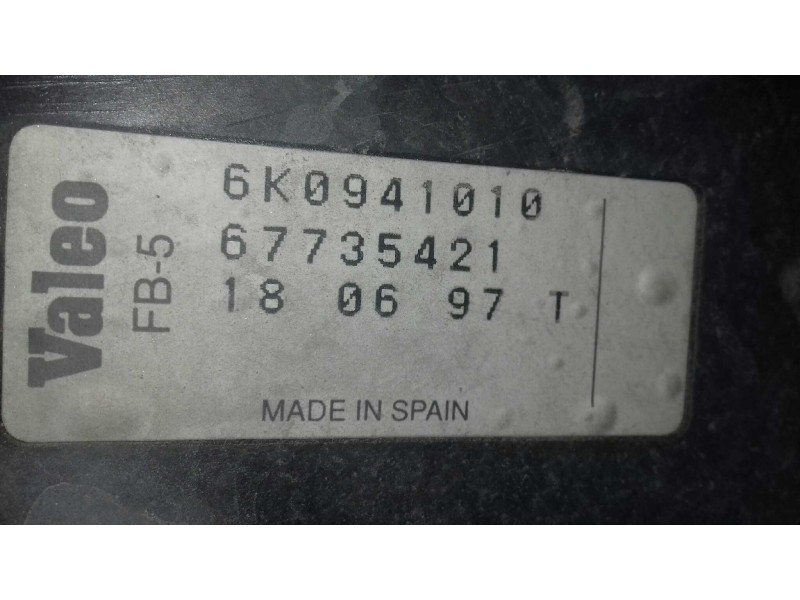 Valeo
FB-5
6K0941010
67735421
18 06 97 T
MADE IN SPAIN